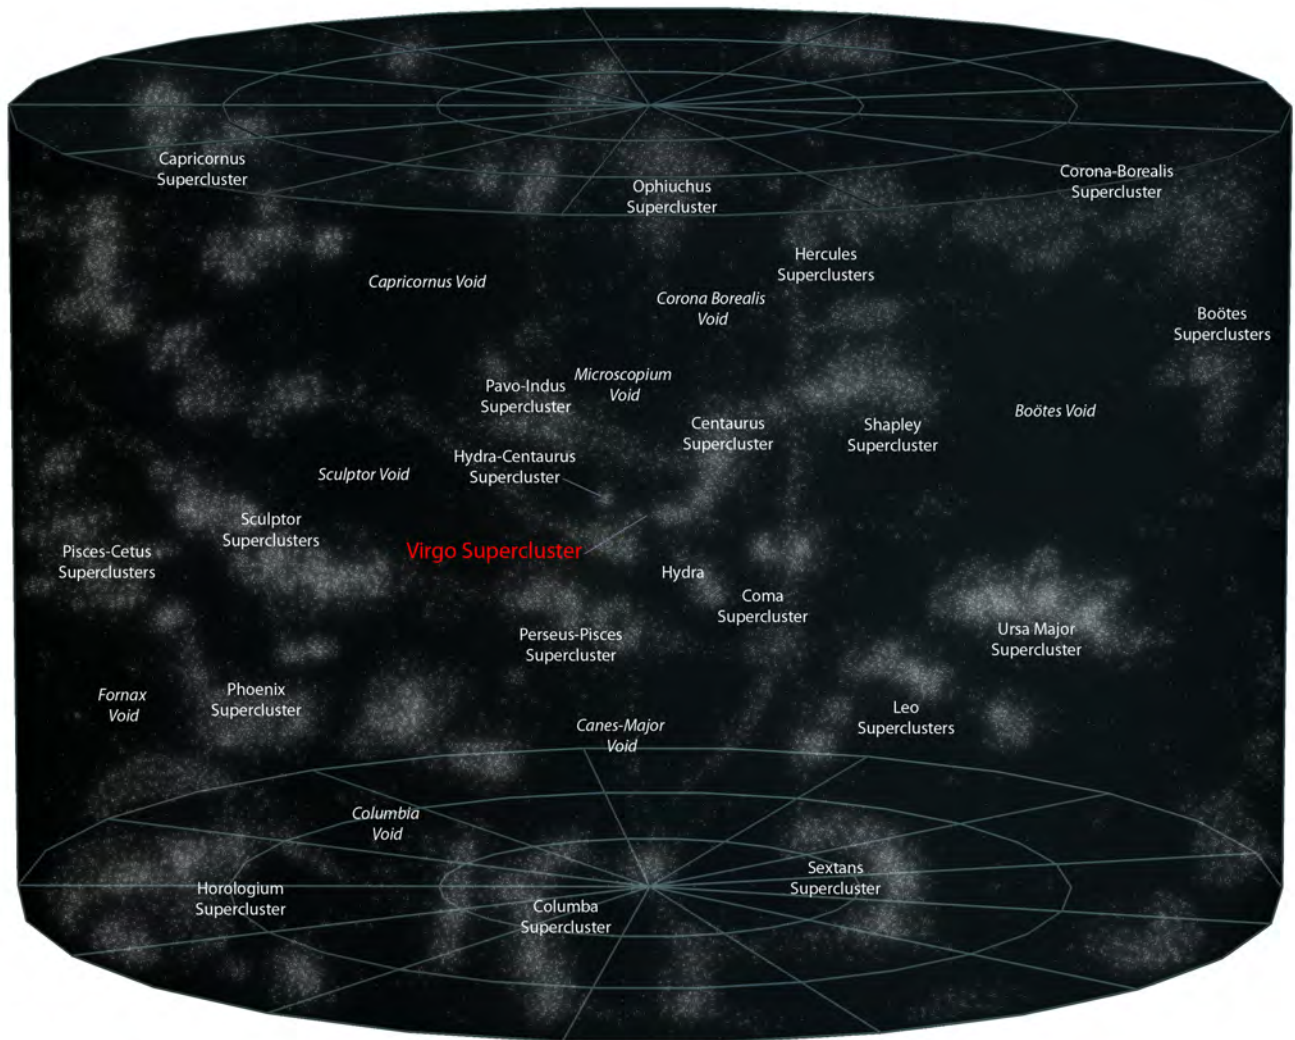 Capricornus
Supercluster
Ophiuchus
Supercluster
Corona-Borealis
Supercluster
Hercules
Superclusters
Capricornus Void
Corona Borealis
Void
Boötes
Superclusters
Pavo-Indus
Supercluster
Microscopium
Void
Centaurus
Supercluster
Shapley
Supercluster
Boötes Void
Hydra-Centaurus
Supercluster
Sculptor Void
Sculptor
Superclusters
Pisces-Cetus
Superclusters
Virgo Supercluster
Hydra
Coma
Supercluster
Perseus-Pisces
Supercluster
Ursa Major
Supercluster
Fornax
Void
Phoenix
Supercluster
Canes-Major
Void
Leo
Superclusters
Columbia
Void
Horologium
Supercluster
Columba
Supercluster
Sextans
Supercluster